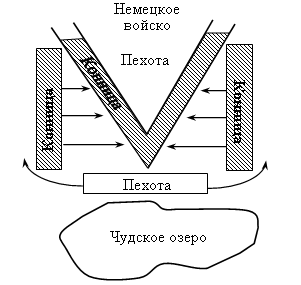 Немецкое
войско
Пехота
Конница
Конница
Конница
Пехота
Чудское озеро